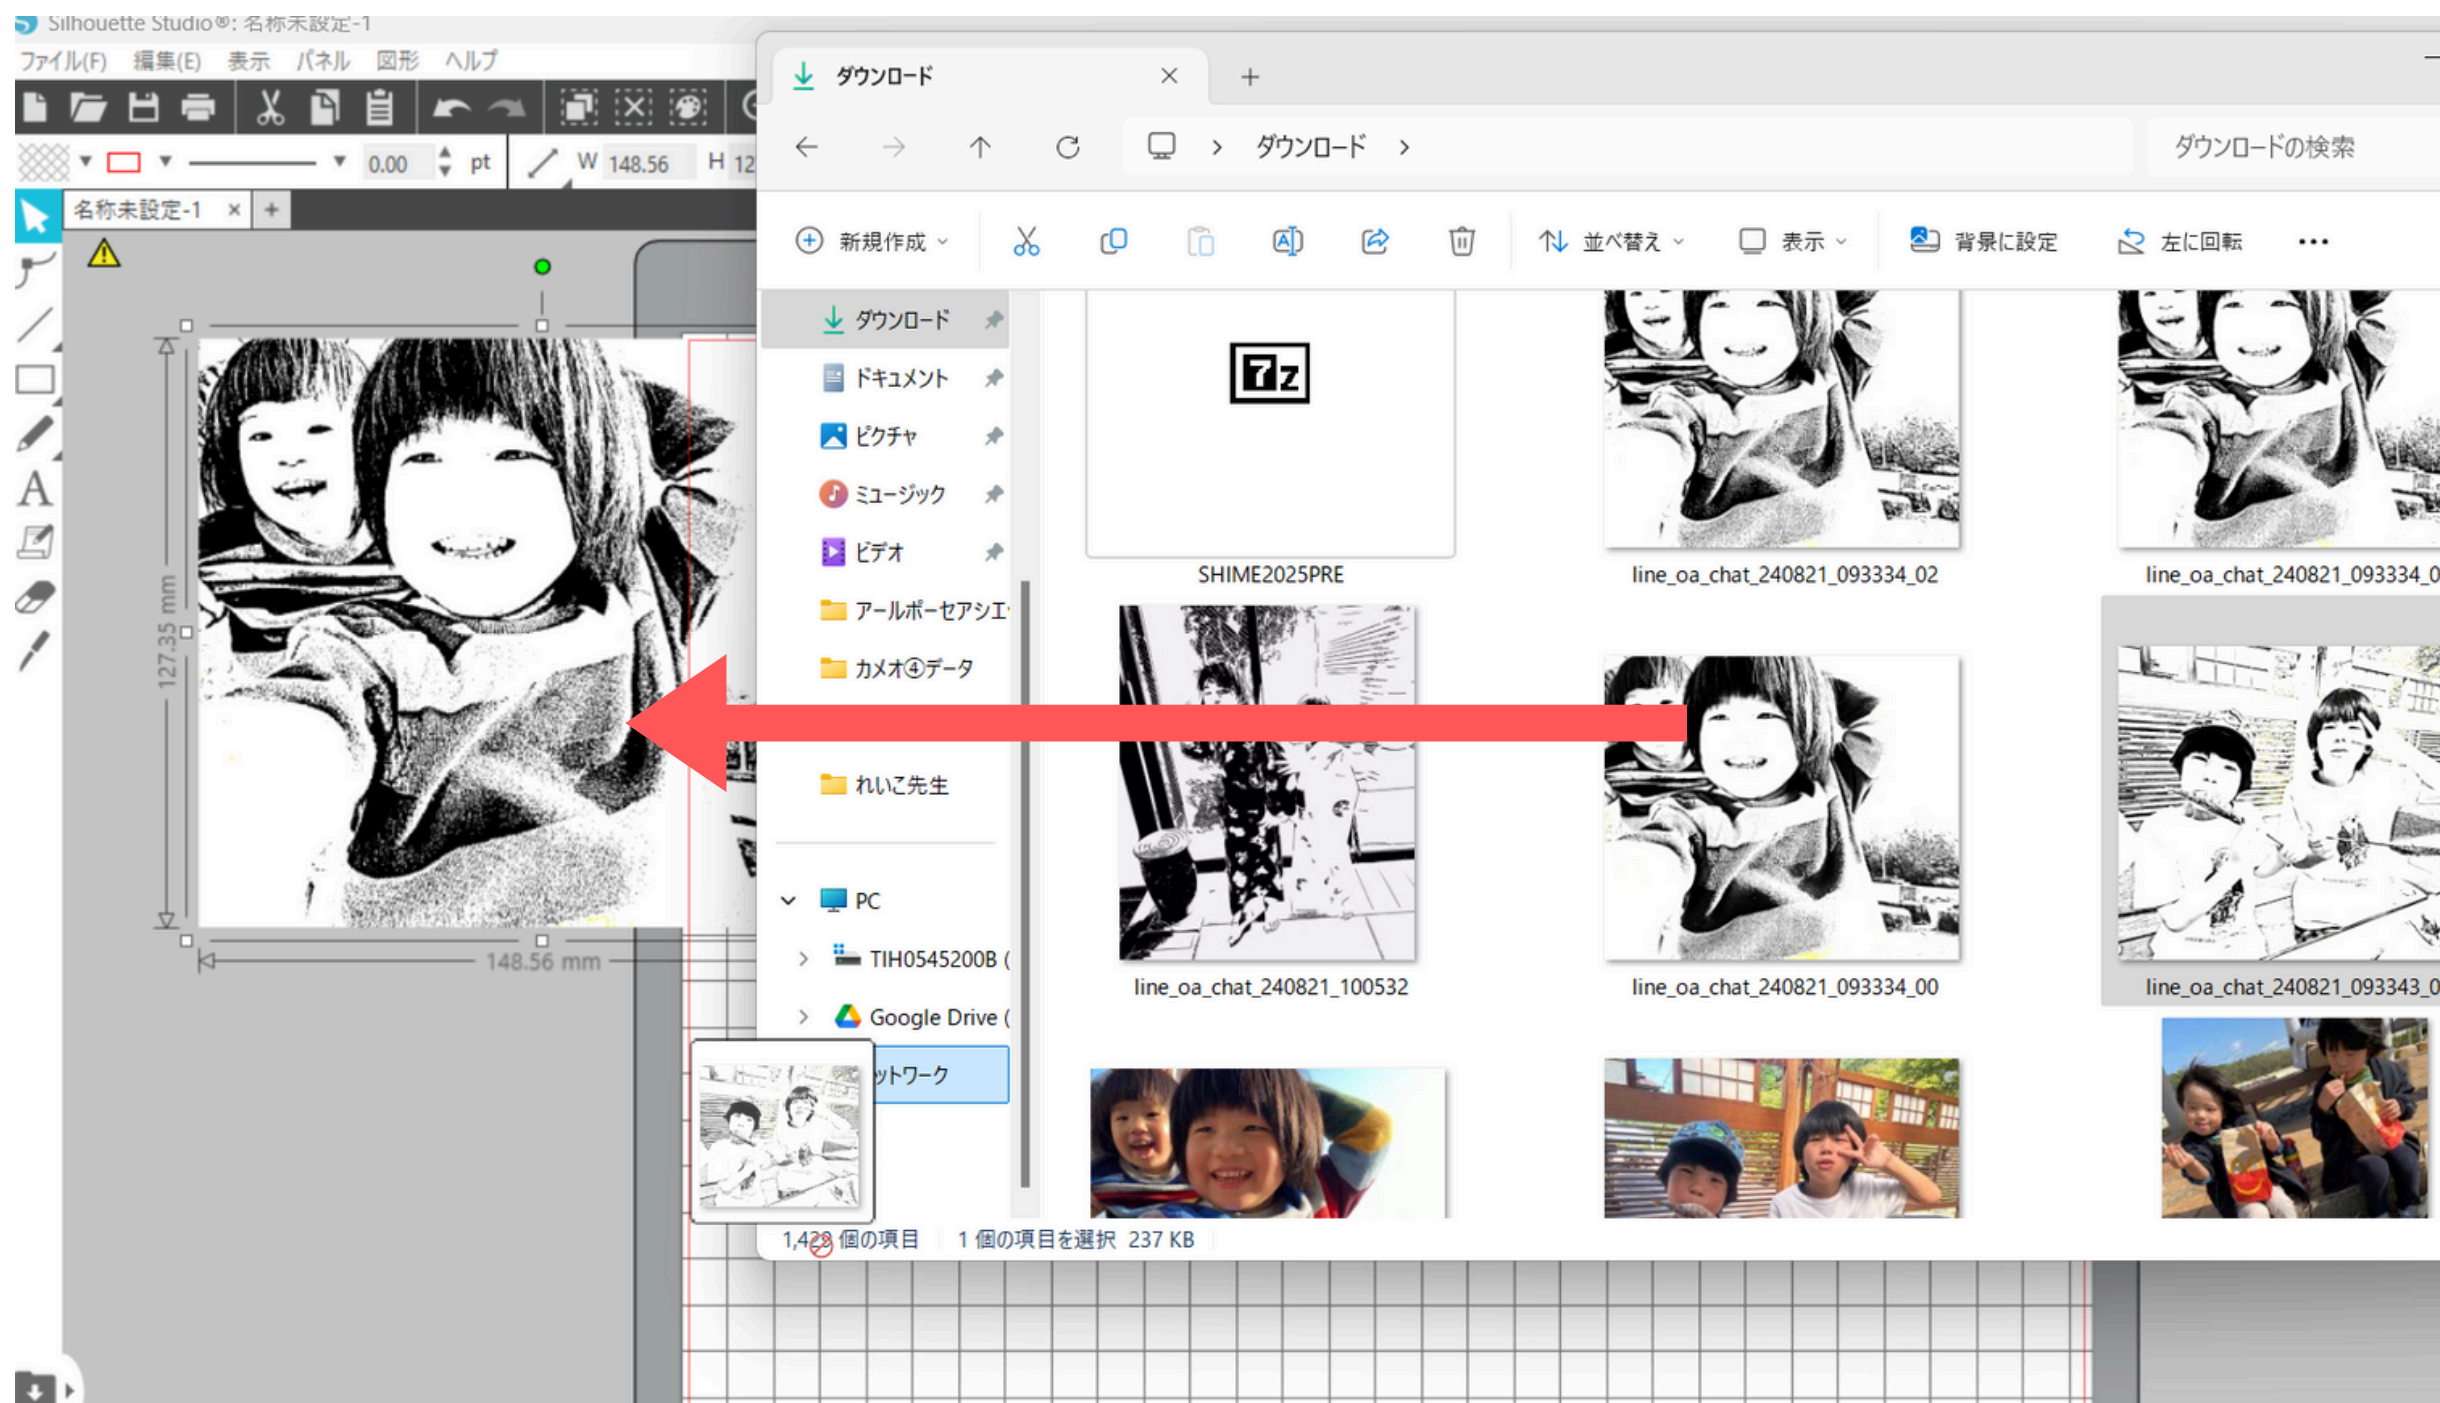 Silhouette Studio®: 名称未設定-1
ファイル(F) 編集(E) 表示 パネル 図形 ヘルプ
0.00 pt W 148.56 H 12
名称未設定-1 × +
127.35 mm
148.56 mm
ダウンロード
ダウンロード
ダウンロードの検索
新規作成
並べ替え
表示
背景に設定
左に回転
ダウンロード
ドキュメント
ピクチャ
ミュージック
ビデオ
アールポーセアシエ
カメオ④データ
れいこ先生
PC
TIH0545200B (
Google Drive (
ットワーク
7z
SHIME2025PRE
line_oa_chat_240821_093334_02
line_oa_chat_240821_093334_0
line_oa_chat_240821_100532
line_oa_chat_240821_093334_00
line_oa_chat_240821_093343_0
個の項目 1 個の項目を選択 237 KB